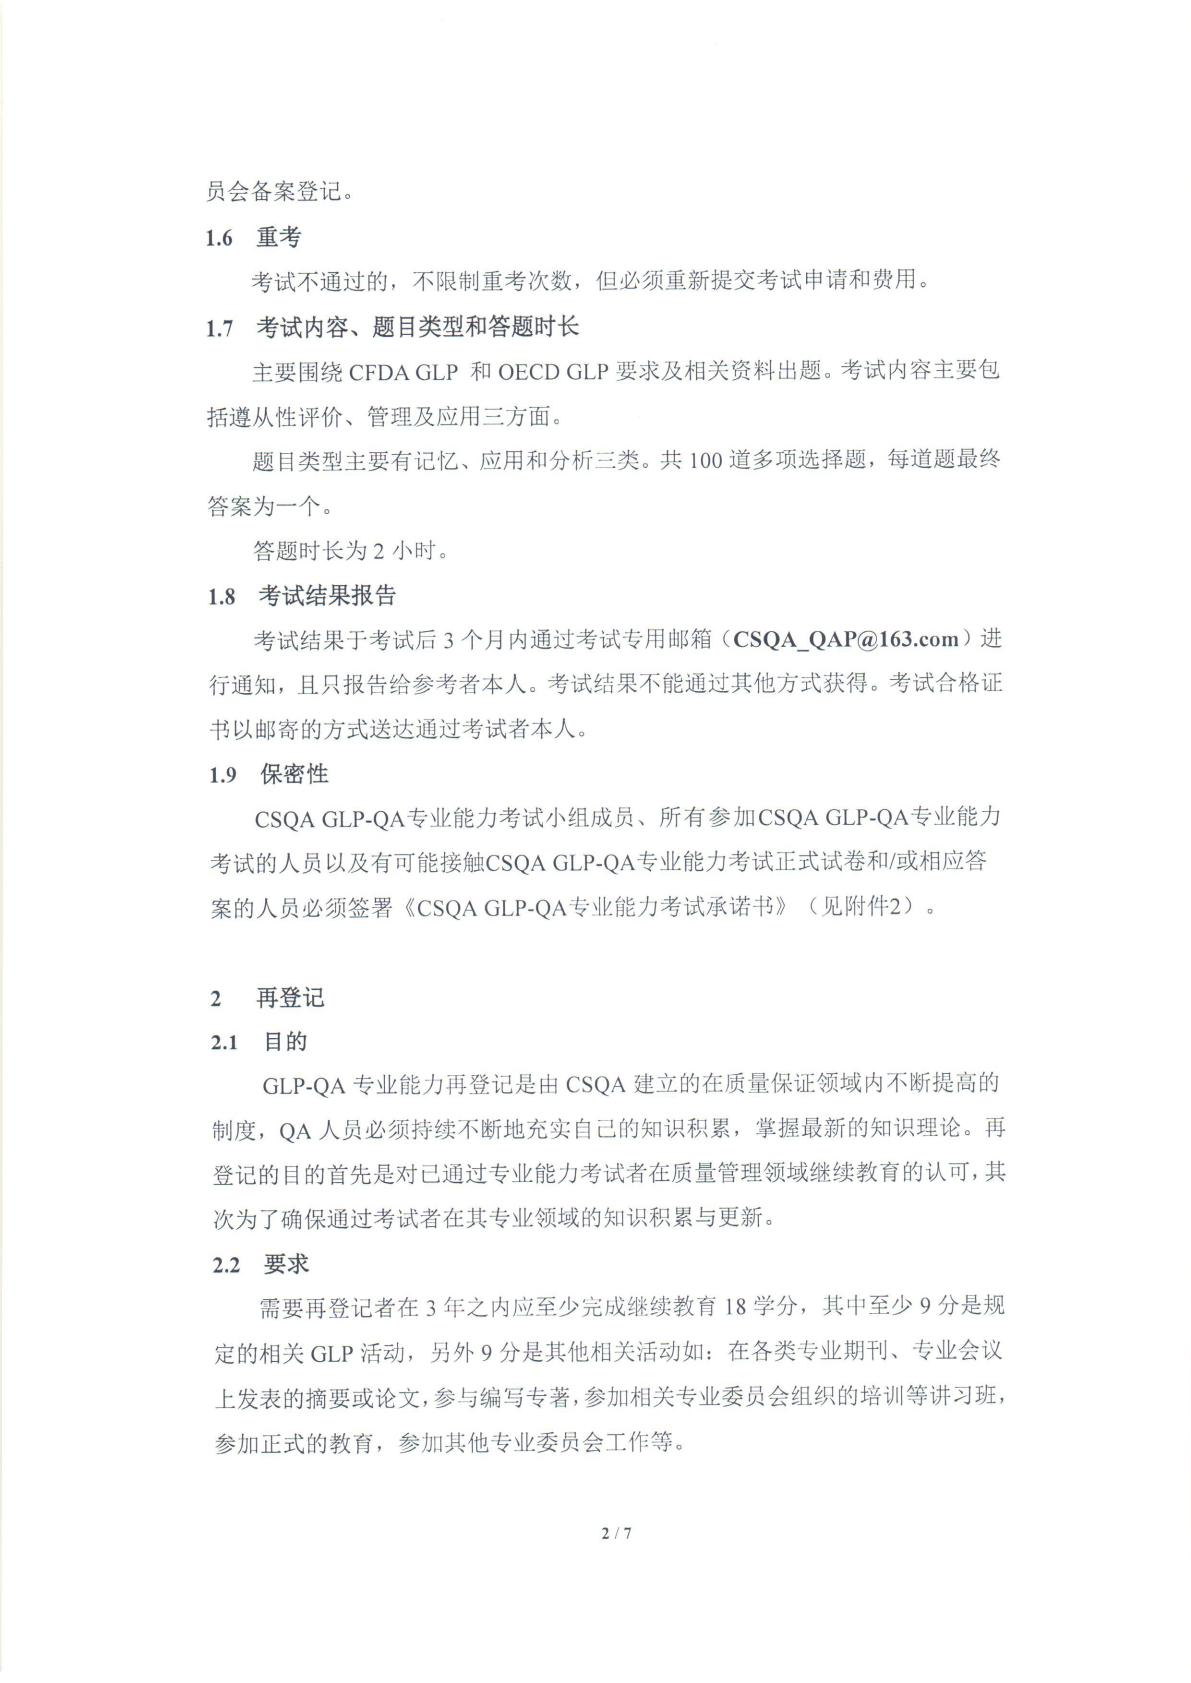 员会备案登记。
1.6 重考
考试不通过的，不限制重考次数，但必须重新提交考试申请和费用。
1.7 考试内容、题目类型和答题时长
主要围绕 CFDA GLP 和 OECD GLP 要求及相关资料出题。考试内容主要包
括遵从性评价、管理及应用三方面。
题目类型主要有记忆、应用和分析三类。共 100 道多项选择题，每道题最终
答案为一个。
答题时长为 2 小时。
1.8 考试结果报告
考试结果于考试后 3 个月内通过考试专用邮箱（CSQA_QAP@163.com）进
行通知，且只报告给参考者本人。考试结果不能通过其他方式获得。考试合格证
书以邮寄的方式送达通过考试者本人。
1.9 保密性
CSQA GLP-QA专业能力考试小组成员、所有参加CSQA GLP-QA专业能力
考试的人员以及有可能接触CSQA GLP-QA专业能力考试正式试卷和/或相应答
案的人员必须签署《CSQA GLP-QA专业能力考试承诺书》（见附件2）。
2 再登记
2.1 目的
GLP-QA 专业能力再登记是由 CSQA 建立的在质量保证领域内不断提高的
制度，QA 人员必须持续不断地充实自己的知识积累，掌握最新的知识理论。再
登记的目的首先是对已通过专业能力考试者在质量管理领域继续教育的认可，其
次为了确保通过考试者在其专业领域的知识积累与更新。
2.2 要求
需要再登记者在 3 年之内应至少完成继续教育 18 学分，其中至少 9 分是规
定的相关 GLP 活动，另外 9 分是其他相关活动如：在各类专业期刊、专业会议
上发表的摘要或论文，参与编写专著，参加相关专业委员会组织的培训等讲习班，
参加正式的教育，参加其他专业委员会工作等。
2 / 7